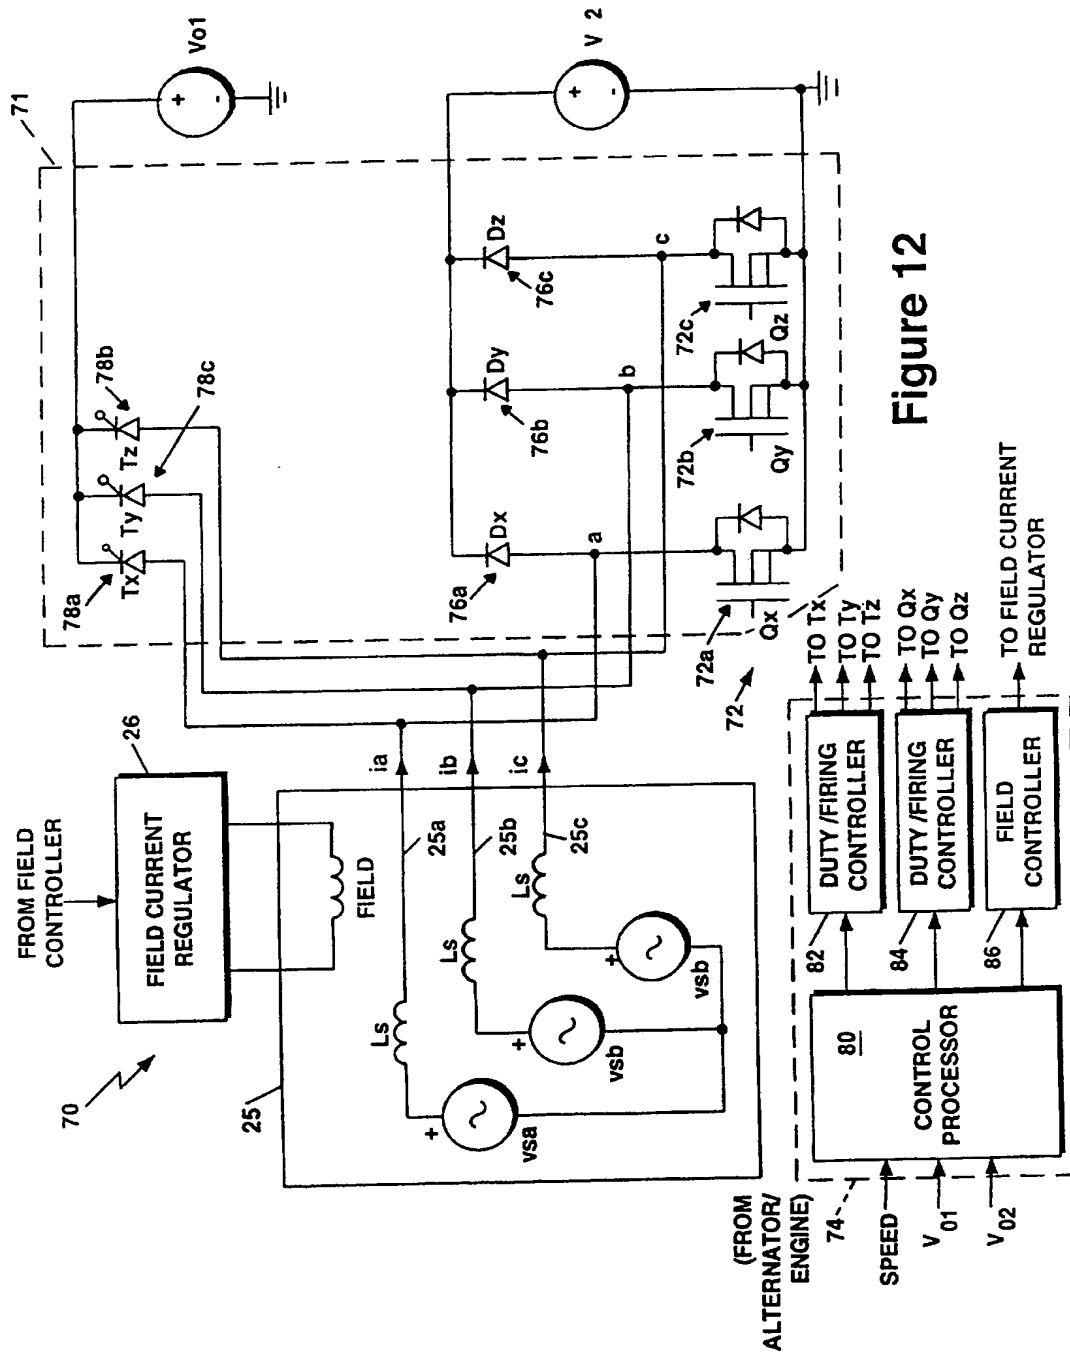 FROM FIELD
CONTROLLER
26
FIELD CURRENT
REGULATOR
FIELD
70
25
Ls
Ls
Ls
25a
25b
25c
ia
ib
ic
+
+
+
vsa
vsb
vsb
71
78a
Tx
Ty
Tz
78b
78c
Vo1
+
-
V 2
+
-
76a
Dx
Dy
76b
Dz
76c
a
b
c
72
72a
Qx
72b
Qy
72c
Qz
(FROM
ALTERNATOR/
ENGINE)
74
SPEED
V01
V02
80
CONTROL
PROCESSOR
82
DUTY/FIRING
CONTROLLER
84
DUTY/FIRING
CONTROLLER
86
FIELD
CONTROLLER
TO Tx
TO Ty
TO Tz
TO Qx
TO Qy
TO Qz
TO FIELD CURRENT
REGULATOR
Figure 12